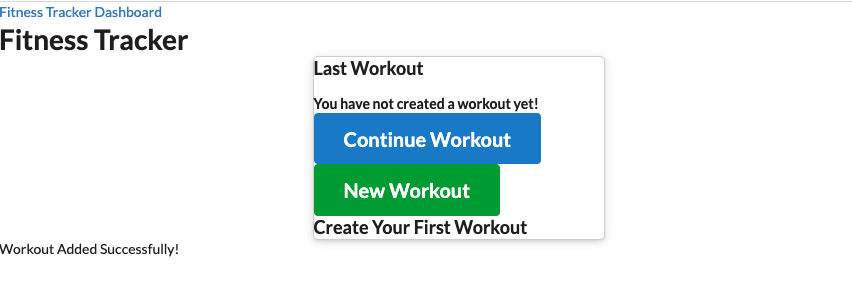 Fitness Tracker Dashboard
Fitness Tracker
Last Workout
You have not created a workout yet!
Continue Workout
New Workout
Create Your First Workout
Workout Added Successfully!